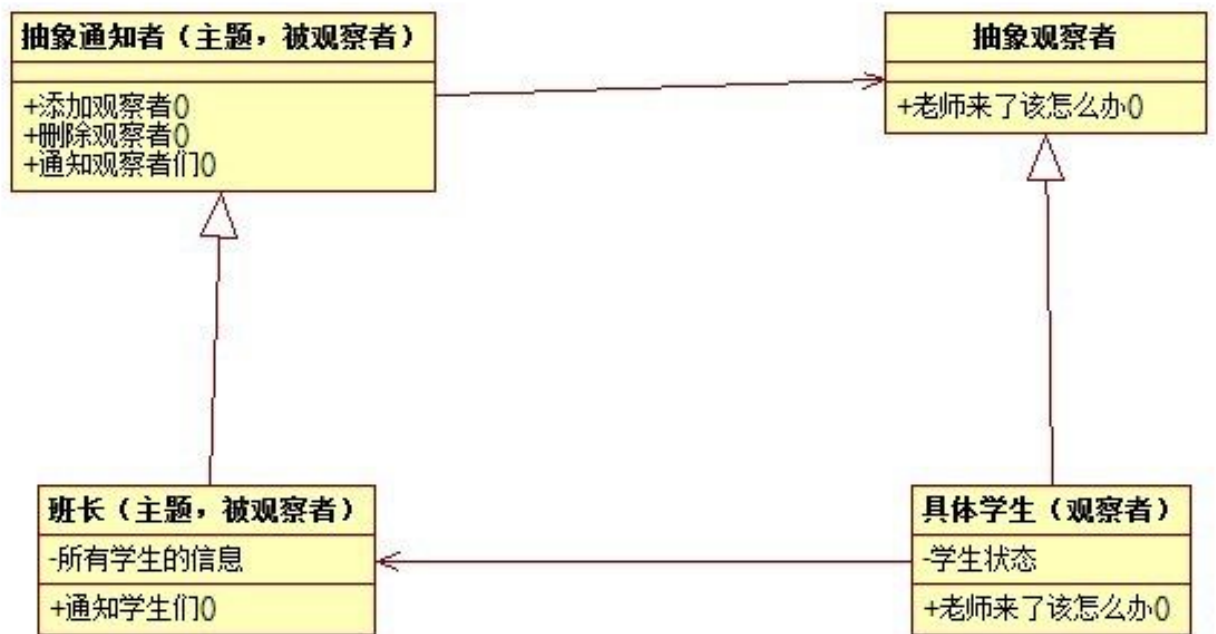 抽象通知者（主题，被观察者）
+添加观察者()
+删除观察者()
+通知观察者们()
抽象观察者
+老师来了该怎么办()
班长（主题，被观察者）
-所有学生的信息
+通知学生们()
具体学生（观察者）
-学生状态
+老师来了该怎么办()